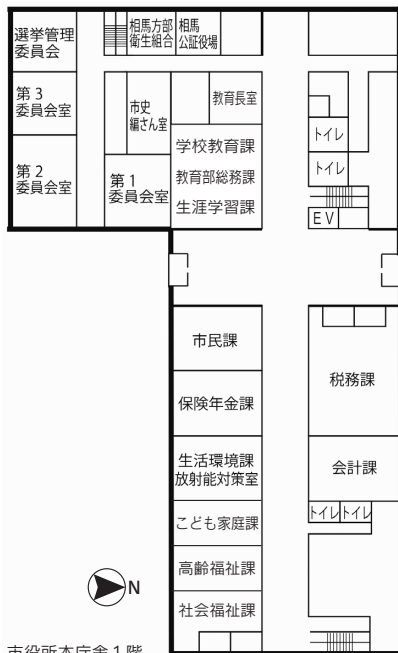 選挙管理
委員会
相馬方部
衛生組合
相馬
公証役場
第3
委員会室
市史
編さん室
教育長室
トイレ
学校教育課
トイレ
第2
委員会室
第1
委員会室
教育部総務課
生涯学習課
EV
市民課
税務課
保険年金課
生活環境課
放射能対策室
会計課
こども家庭課
トイレ
トイレ
高齢福祉課
N
社会福祉課
市役所本庁舎1階